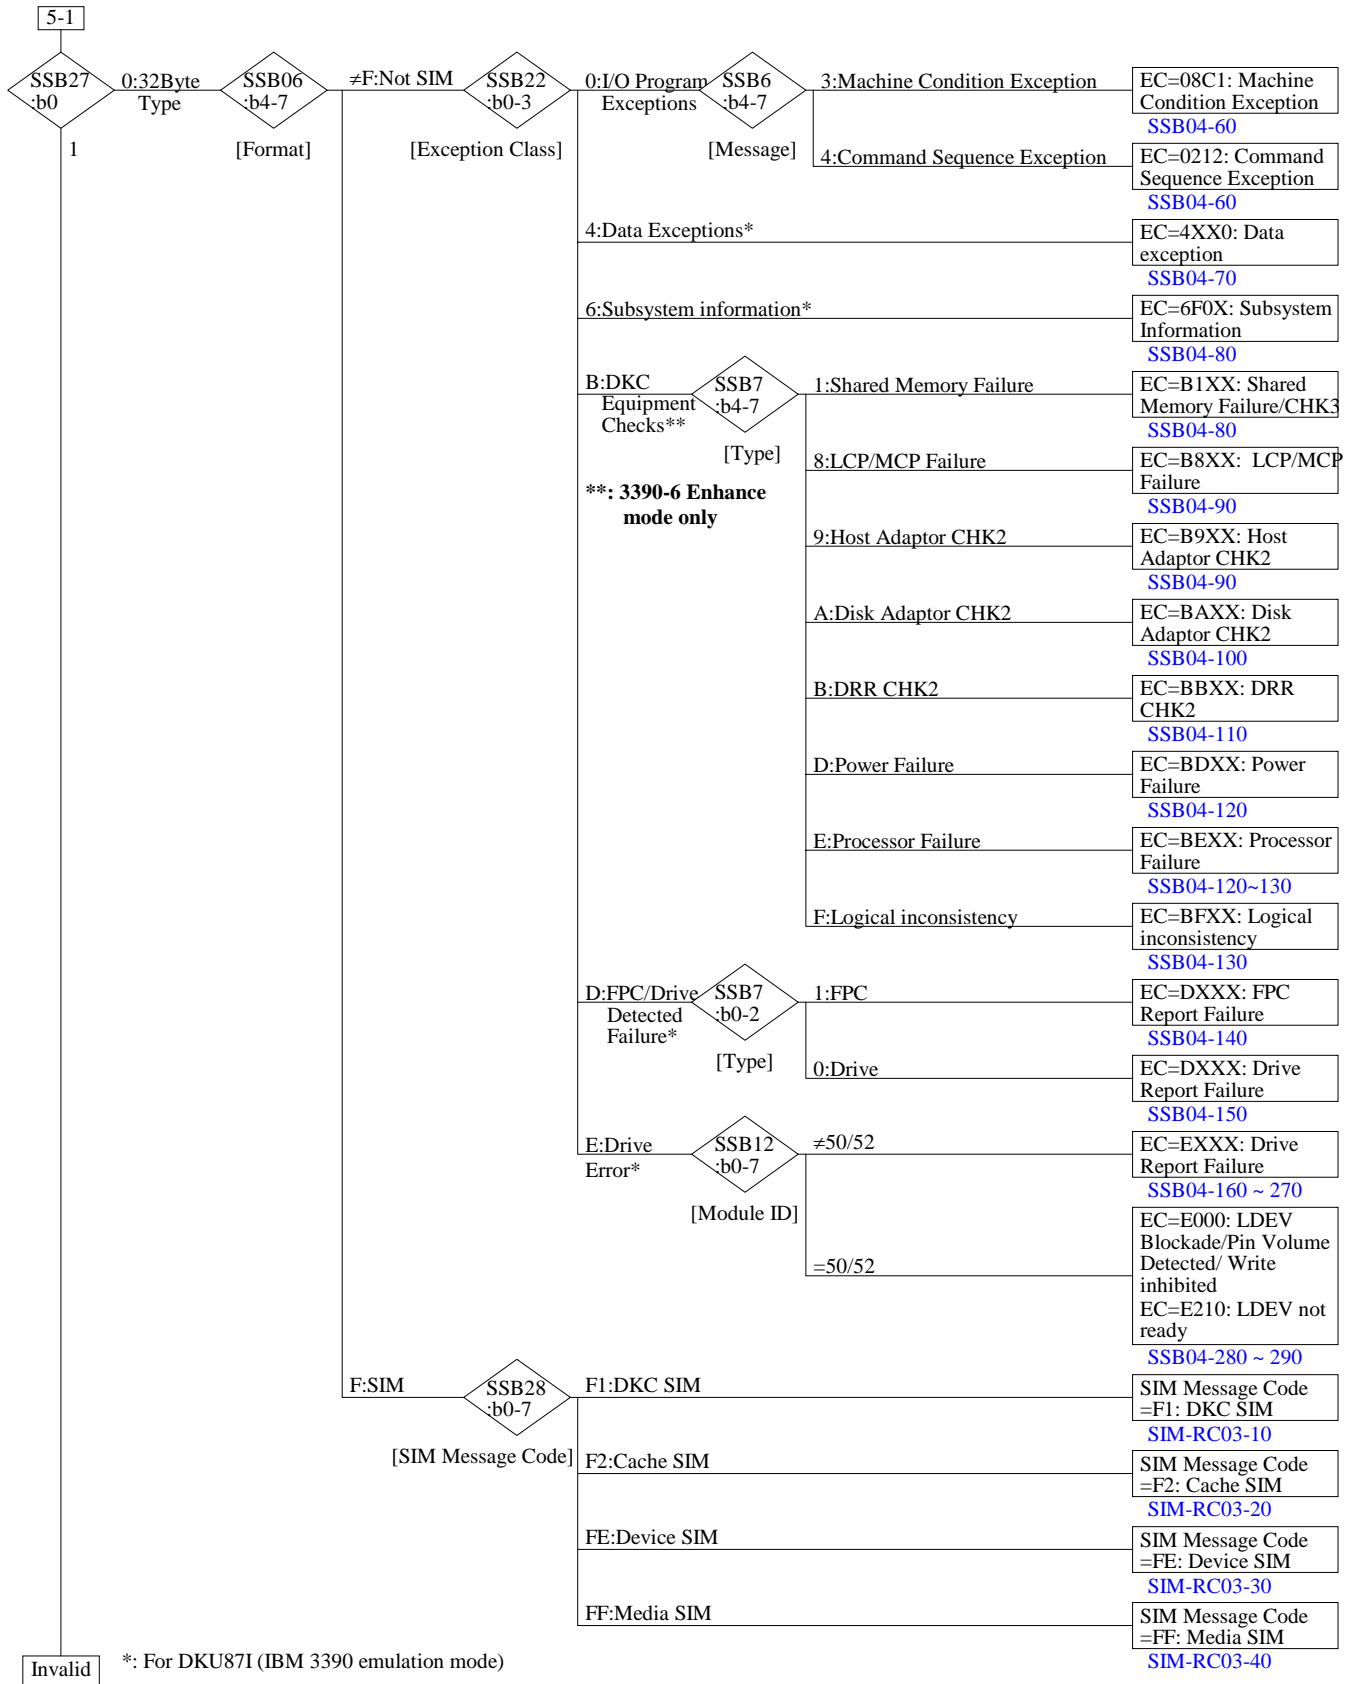 5-1
SSB27
:b0
0:32Byte
Type
1
SSB06
:b4-7
[Format]
≠F:Not SIM
SSB22
:b0-3
[Exception Class]
0:I/O Program
Exceptions
SSB6
:b4-7
[Message]
3:Machine Condition Exception
EC=08C1: Machine
Condition Exception
SSB04-60
4:Command Sequence Exception
EC=0212: Command
Sequence Exception
SSB04-60
4:Data Exceptions*
EC=4XX0: Data
exception
SSB04-70
6:Subsystem information*
EC=6F0X: Subsystem
Information
SSB04-80
B:DKC
Equipment
Checks**
SSB7
:b4-7
[Type]
**: 3390-6 Enhance
mode only
1:Shared Memory Failure
EC=B1XX: Shared
Memory Failure/CHK3
SSB04-80
8:LCP/MCP Failure
EC=B8XX: LCP/MCP
Failure
SSB04-90
9:Host Adaptor CHK2
EC=B9XX: Host
Adaptor CHK2
SSB04-90
A:Disk Adaptor CHK2
EC=BAXX: Disk
Adaptor CHK2
SSB04-100
B:DRR CHK2
EC=BBXX: DRR
CHK2
SSB04-110
D:Power Failure
EC=BDXX: Power
Failure
SSB04-120
E:Processor Failure
EC=BEXX: Processor
Failure
SSB04-120~130
F:Logical inconsistency
EC=BFXX: Logical
inconsistency
SSB04-130
D:FPC/Drive
Detected
Failure*
SSB7
:b0-2
[Type]
1:FPC
EC=DXXX: FPC
Report Failure
SSB04-140
0:Drive
EC=DXXX: Drive
Report Failure
SSB04-150
E:Drive
Error*
SSB12
:b0-7
[Module ID]
≠50/52
EC=EXXX: Drive
Report Failure
SSB04-160 ~ 270
=50/52
EC=E000: LDEV
Blockade/Pin Volume
Detected/ Write
inhibited
EC=E210: LDEV not
ready
SSB04-280 ~ 290
F:SIM
SSB28
:b0-7
[SIM Message Code]
F1:DKC SIM
SIM Message Code
=F1: DKC SIM
SIM-RC03-10
F2:Cache SIM
SIM Message Code
=F2: Cache SIM
SIM-RC03-20
FE:Device SIM
SIM Message Code
=FE: Device SIM
SIM-RC03-30
FF:Media SIM
SIM Message Code
=FF: Media SIM
SIM-RC03-40
Invalid
*: For DKU87I (IBM 3390 emulation mode)